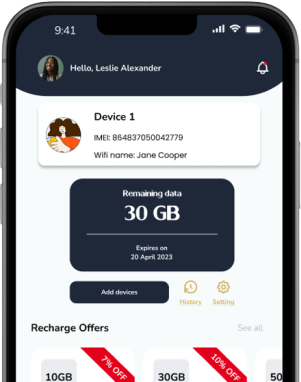 9:41
Hello, Leslie Alexander
Device 1
IMEI: 864837050042779
Wifi name: Jane Cooper
Remaining data
30 GB
Expires on
20 April 2023
Add devices
History
Setting
Recharge Offers
See all
7% OFF
10% OFF
10GB
30GB
50